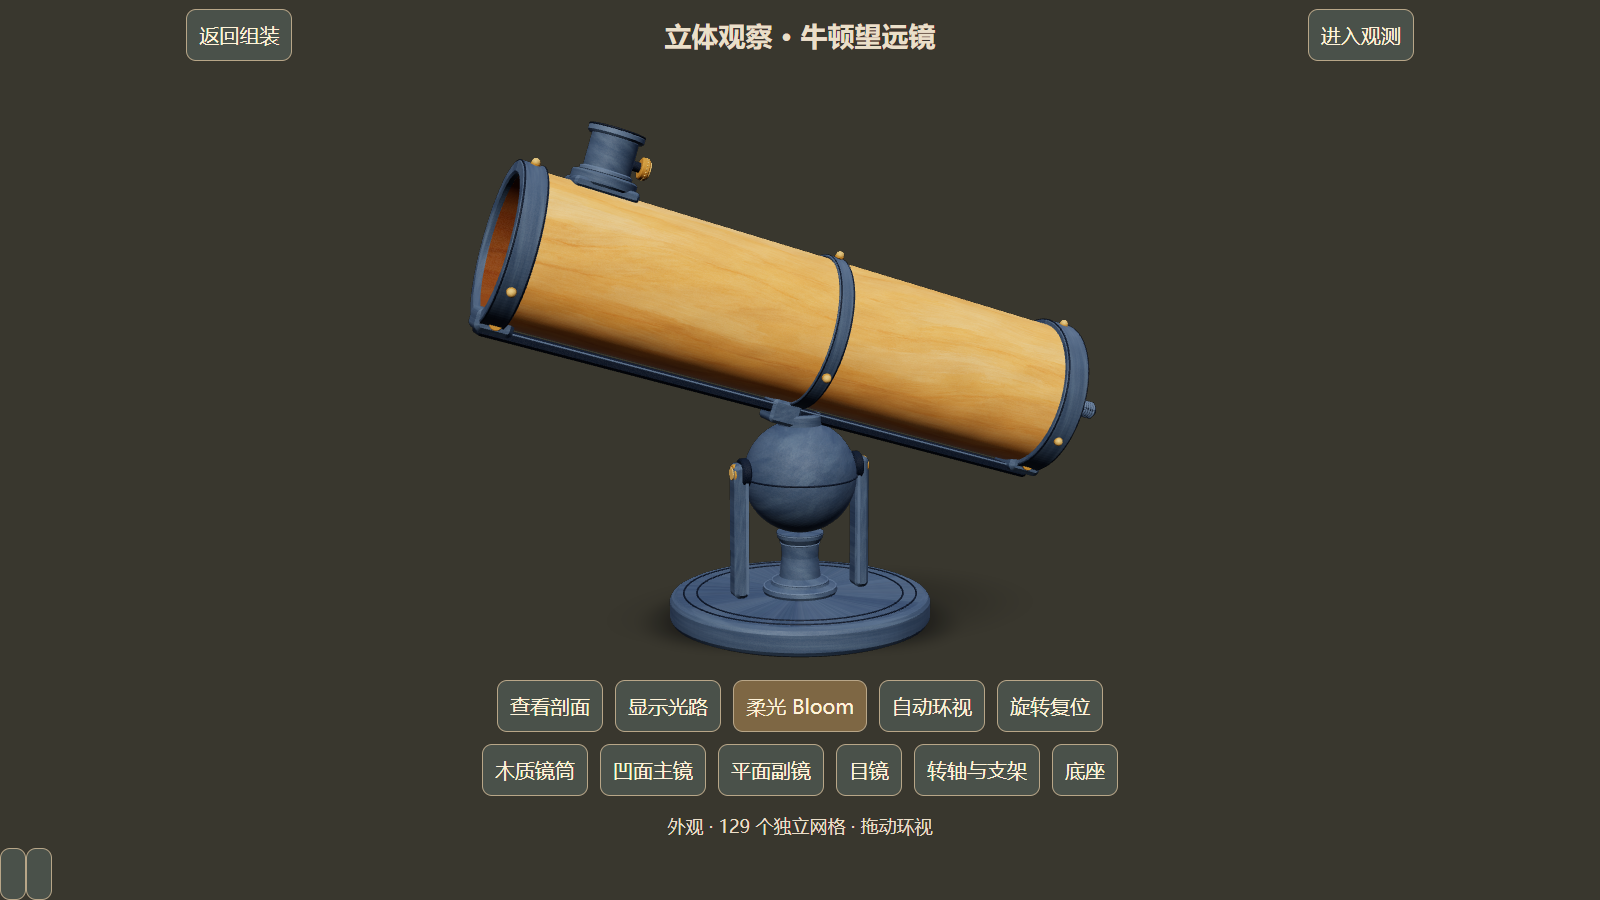 返回组装
立体观察·牛顿望远镜
进入观测
查看剖面 显示光路 柔光 Bloom 自动环视 旋转复位
木质镜筒 凹面主镜 平面副镜 目镜 转轴与支架 底座
外观 · 129 个独立网格 · 拖动环视